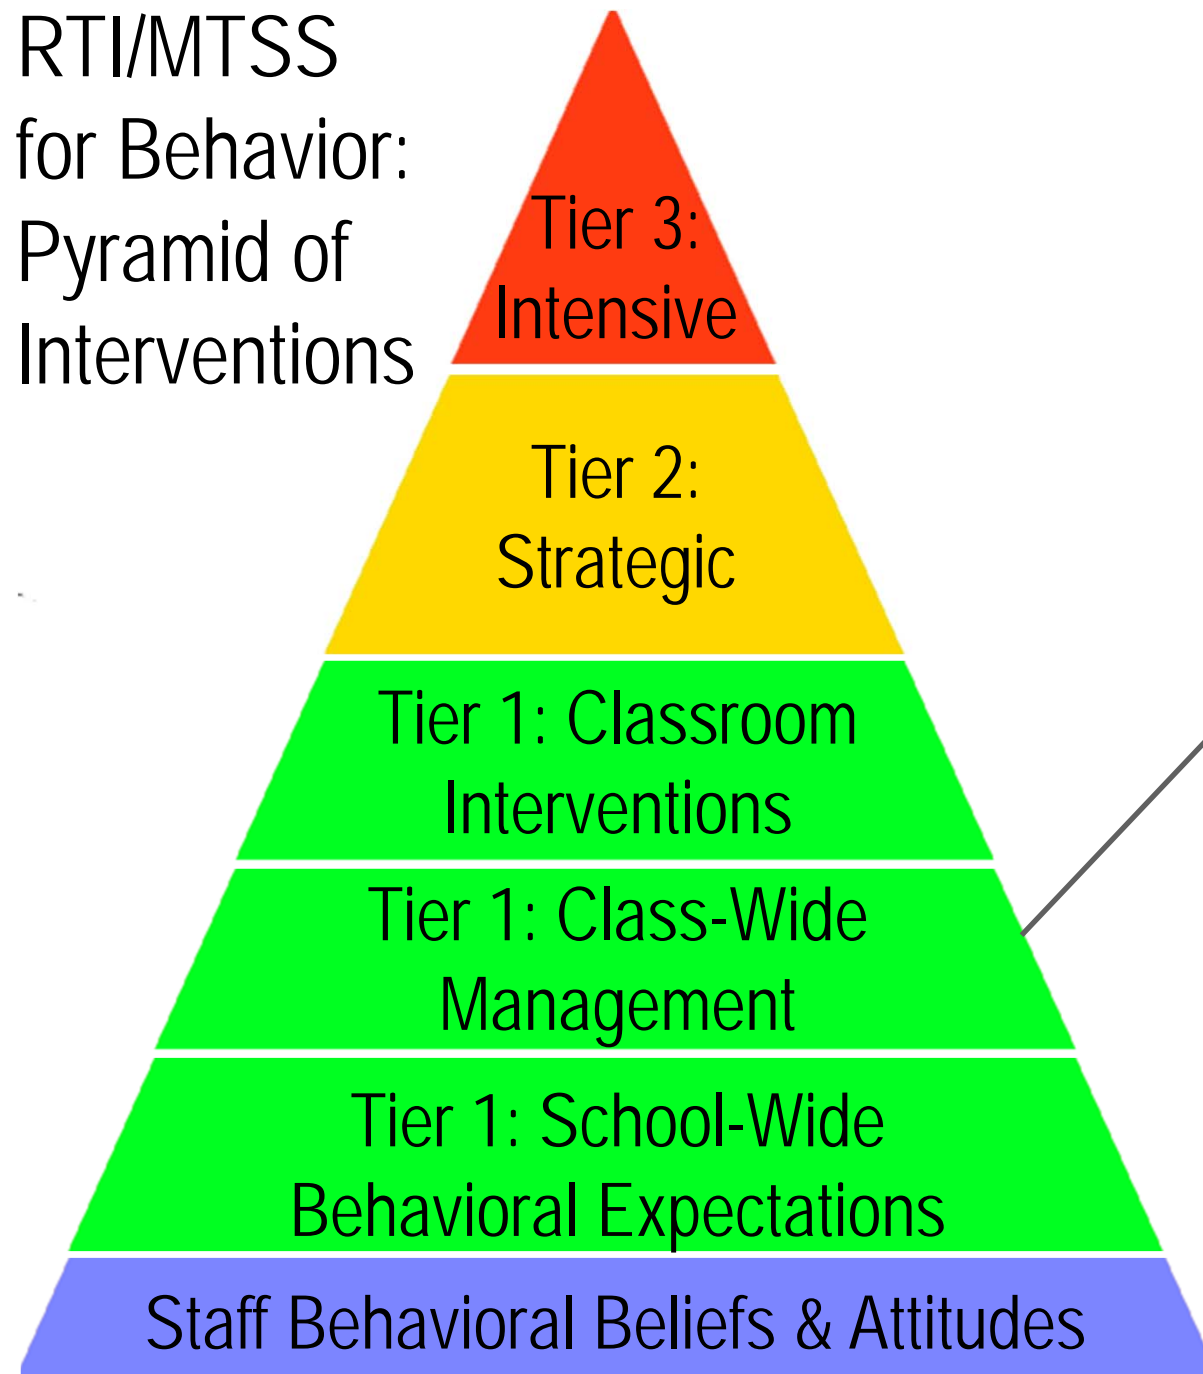 RTI/MTSS
for Behavior:
Pyramid of
Interventions
Tier 3:
Intensive
Tier 2:
Strategic
Tier 1: Classroom
Interventions
Tier 1: Class-Wide
Management
Tier 1: School-Wide
Behavioral Expectations
Staff Behavioral Beliefs & Attitudes